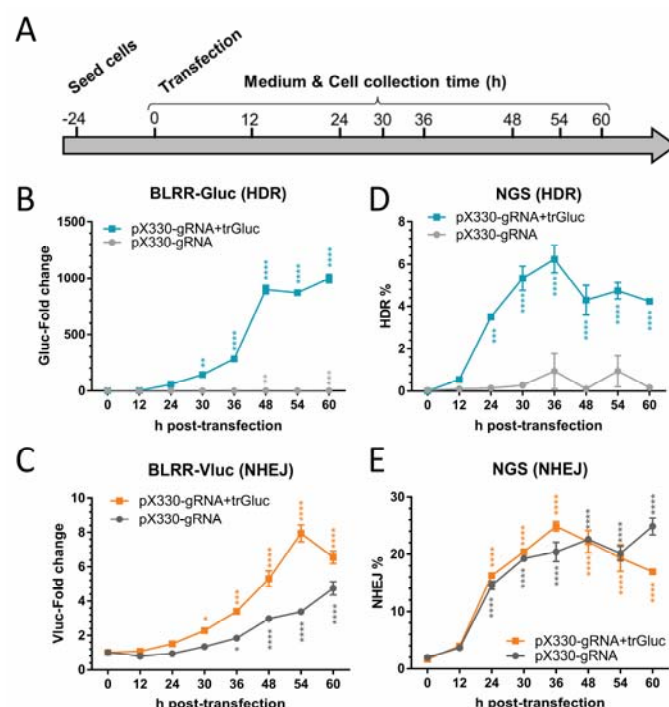 A
Seed cells
Transfection
Medium & Cell collection time (h)
-24 0 12 24 30 36 48 54 60
B
BLRR-Gluc (HDR)
pX330-gRNA+trGluc
pX330-gRNA
Gluc-Fold change
1500
1000
500
0
**
****
****
****
****
**
****
0 12 24 30 36 48 54 60
h post-transfection
D
NGS (HDR)
pX330-gRNA+trGluc
pX330-gRNA
HDR %
8
6
4
2
0
***
****
****
****
****
****
0 12 24 30 36 48 54 60
h post-transfection
C
BLRR-Vluc (NHEJ)
pX330-gRNA+trGluc
pX330-gRNA
Vluc-Fold change
10
8
6
4
2
0
*
****
****
****
****
*
****
****
****
0 12 24 30 36 48 54 60
h post-transfection
E
NGS (NHEJ)
NHEJ %
30
20
10
0
****
****
****
****
****
****
****
****
****
****
****
****
pX330-gRNA+trGluc
pX330-gRNA
0 12 24 30 36 48 54 60
h post-transfection